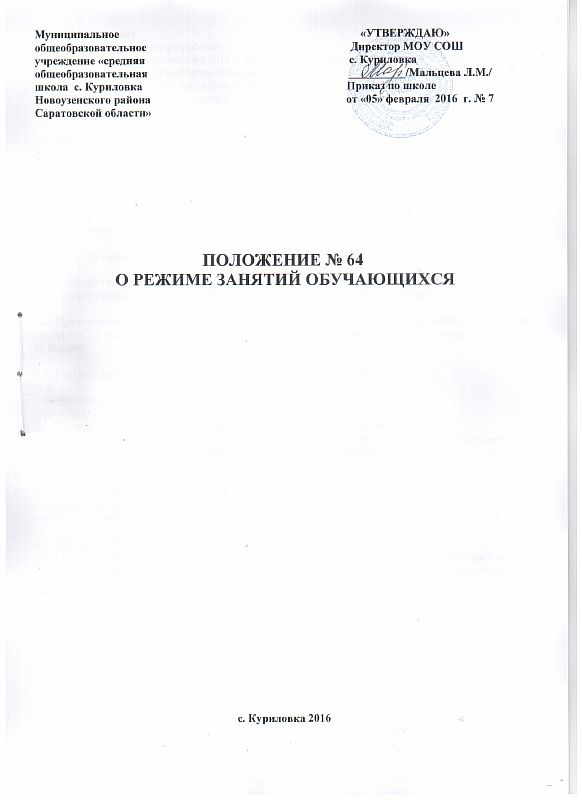 Муниципальное
общеобразовательное
учреждение «средняя
общеобразовательная
школа с. Куриловка
Новоузенского района
Саратовской области»
«УТВЕРЖДАЮ»
Директор МОУ СОШ
с. Куриловка
/Мальцева Л.М./
Приказ по школе
от «05» февраля 2016 г. № 7
ПОЛОЖЕНИЕ № 64
О РЕЖИМЕ ЗАНЯТИЙ ОБУЧАЮЩИХСЯ
с. Куриловка 2016